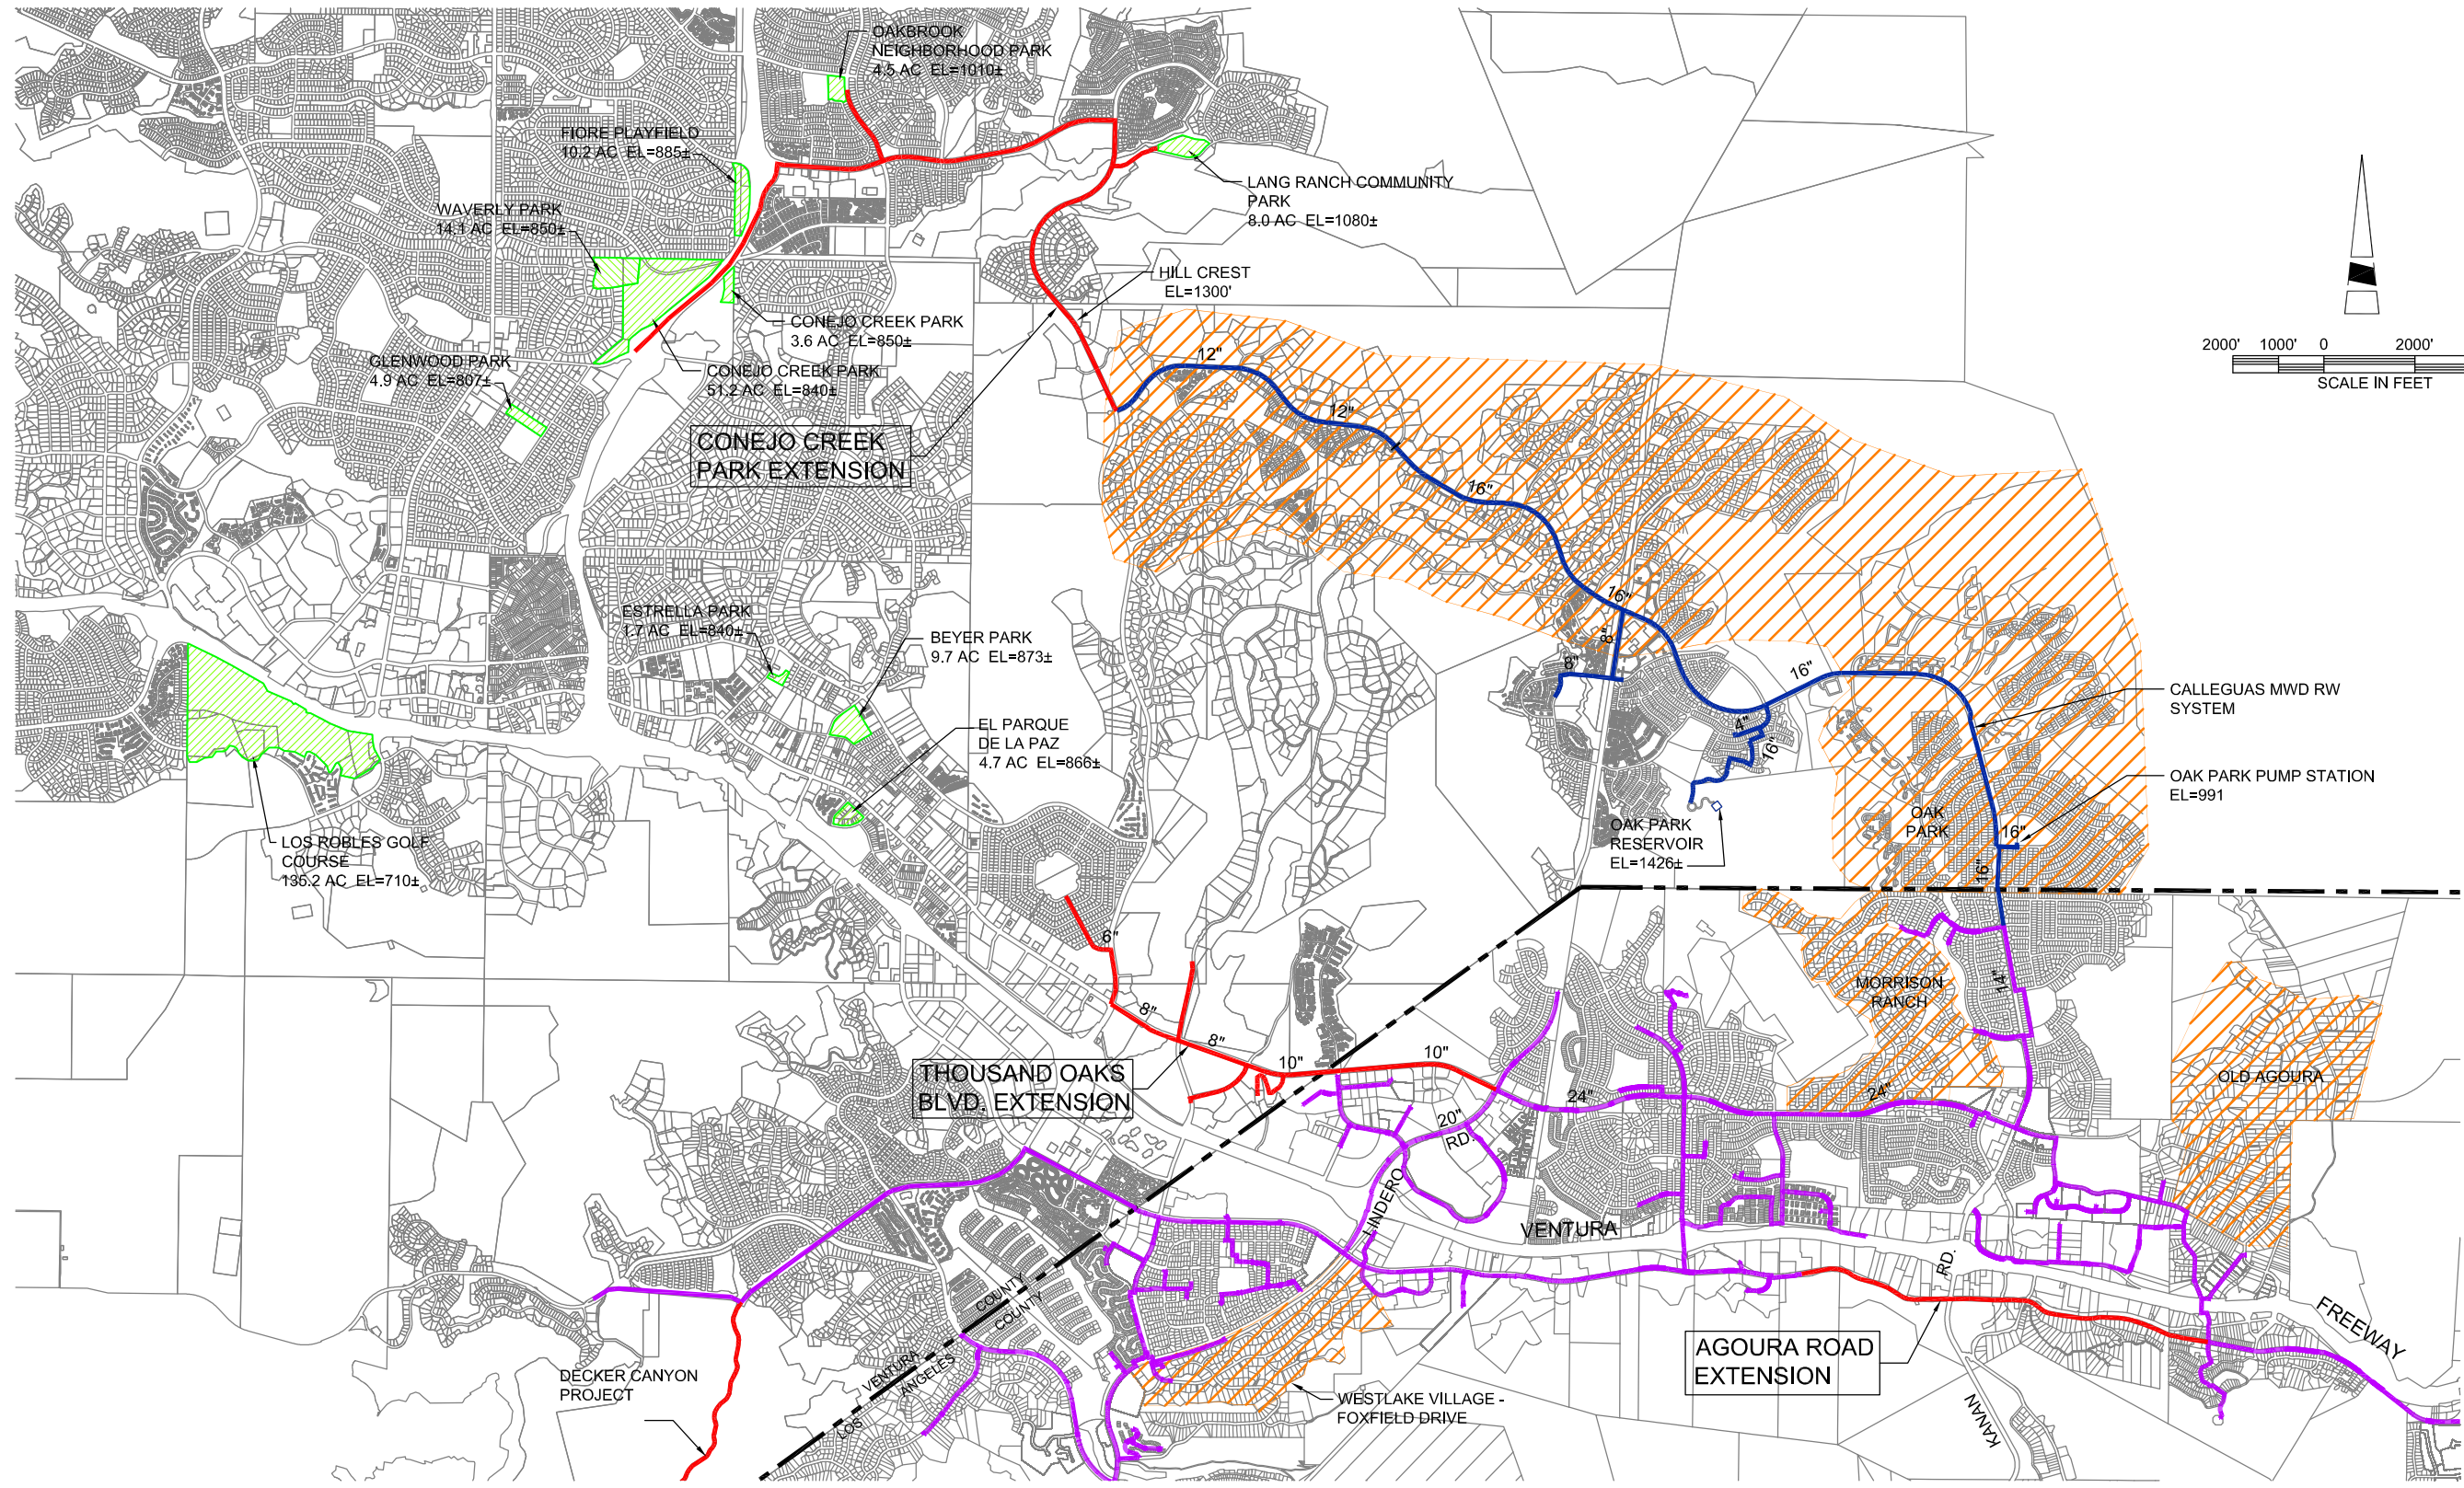 OAKBROOK
NEIGHBORHOOD PARK
4.5 AC EL=1010±
FIORE PLAYFIELD
10.2 AC EL=885±
WAVERLY PARK
14.1 AC EL=850±
LANG RANCH COMMUNITY
PARK
8.0 AC EL=1080±
HILL CREST
EL=1300'
CONEJO CREEK PARK
3.6 AC EL=850±
GLENWOOD PARK
4.9 AC EL=807±
CONEJO CREEK PARK
51.2 AC EL=840±
2000' 1000' 0 2000'
SCALE IN FEET
CONEJO CREEK
PARK EXTENSION
12"
12"
16"
16"
8"
8"
16"
4"
16"
ESTRELLA PARK
1.7 AC EL=840±
BEYER PARK
9.7 AC EL=873±
EL PARQUE
DE LA PAZ
4.7 AC EL=866±
CALLEGUAS MWD RW
SYSTEM
OAK PARK PUMP STATION
EL=991
OAK
PARK
16"
16"
OAK PARK
RESERVOIR
EL=1426±
LOS ROBLES GOLF
COURSE
135.2 AC EL=710±
6"
8"
8"
10"
10"
14"
MORRISON
RANCH
OLD AGOURA
THOUSAND OAKS
BLVD. EXTENSION
24"
24"
20"
RD.
LINDERO
VENTURA
RD.
KANAN
FREEWAY
COUNTY
COUNTY
VENTURA
LOS
ANGELES
DECKER CANYON
PROJECT
WESTLAKE VILLAGE -
FOXFIELD DRIVE
AGOURA ROAD
EXTENSION